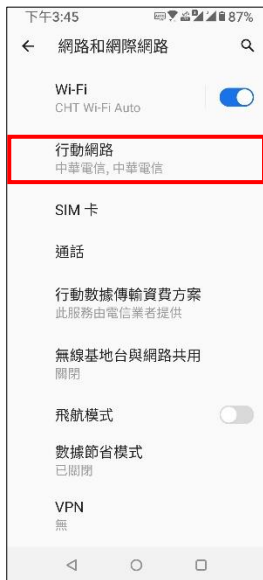 下午3:45
87%
網路和網際網路
Wi-Fi
CHT Wi-Fi Auto
行動網路
中華電信, 中華電信
SIM 卡
通話
行動數據傳輸資費方案
此服務由電信業者提供
無線基地台與網路共用
關閉
飛航模式
數據節省模式
已關閉
VPN
無